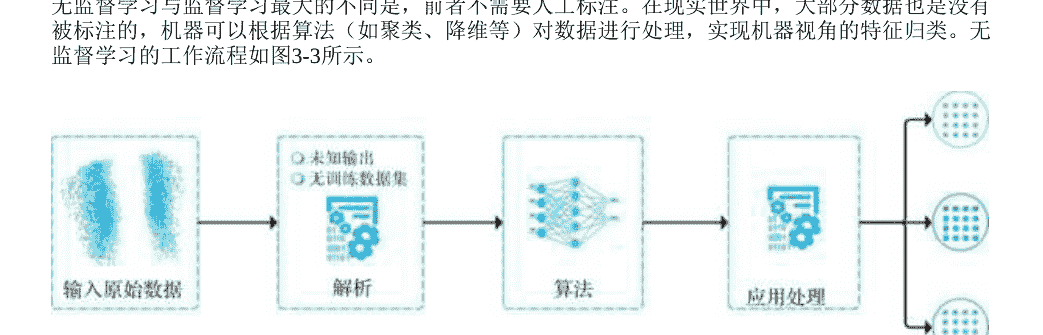 无监督学习与监督学习最大的不同是，前者不需要人工标注。在现实世界中，大部分数据也是没有
被标注的，机器可以根据算法（如聚类、降维等）对数据进行处理，实现机器视角的特征归类。无
监督学习的工作流程如图3-3所示。
未知输出
无训练数据集
输入原始数据
解析
算法
应用处理